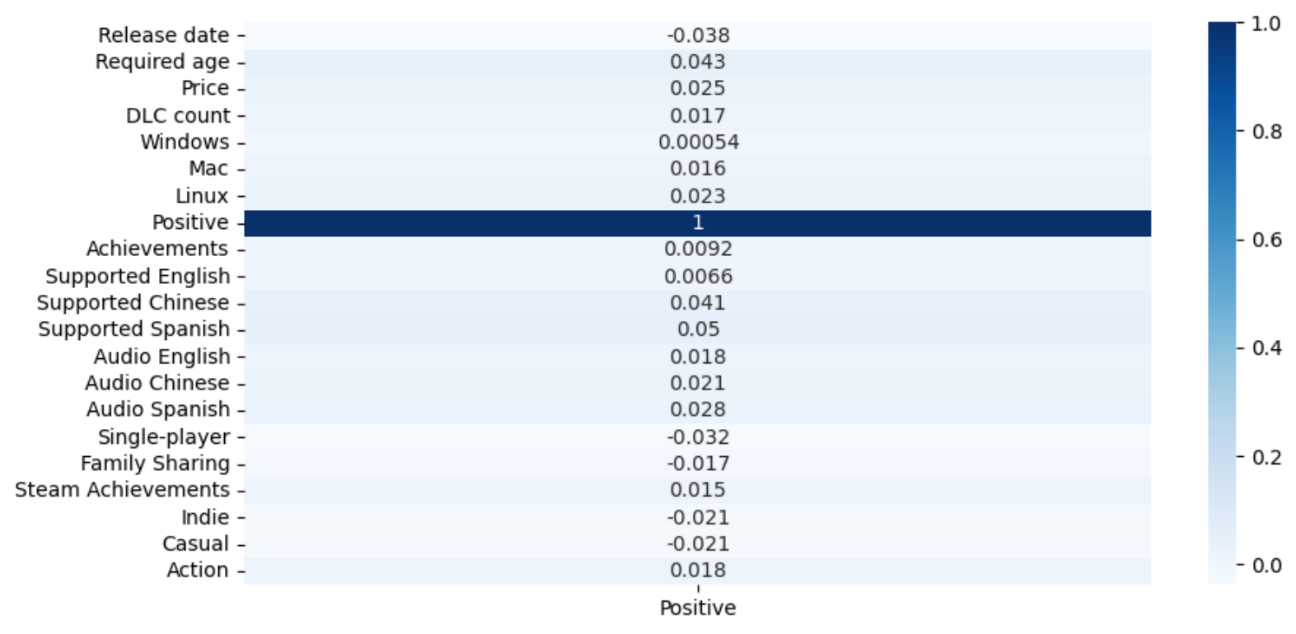 Release date -0.038 1.0
Required age 0.043
Price 0.025
DLC count 0.017 0.8
Windows 0.00054
Mac 0.016
Linux 0.023
Positive 1 0.6
Achievements 0.0092
Supported English 0.0066
Supported Chinese 0.041
Supported Spanish 0.05
Audio English 0.018 0.4
Audio Chinese 0.021
Audio Spanish 0.028
Single-player -0.032
Family Sharing -0.017 0.2
Steam Achievements 0.015
Indie -0.021
Casual -0.021
Action 0.018 0.0
Positive